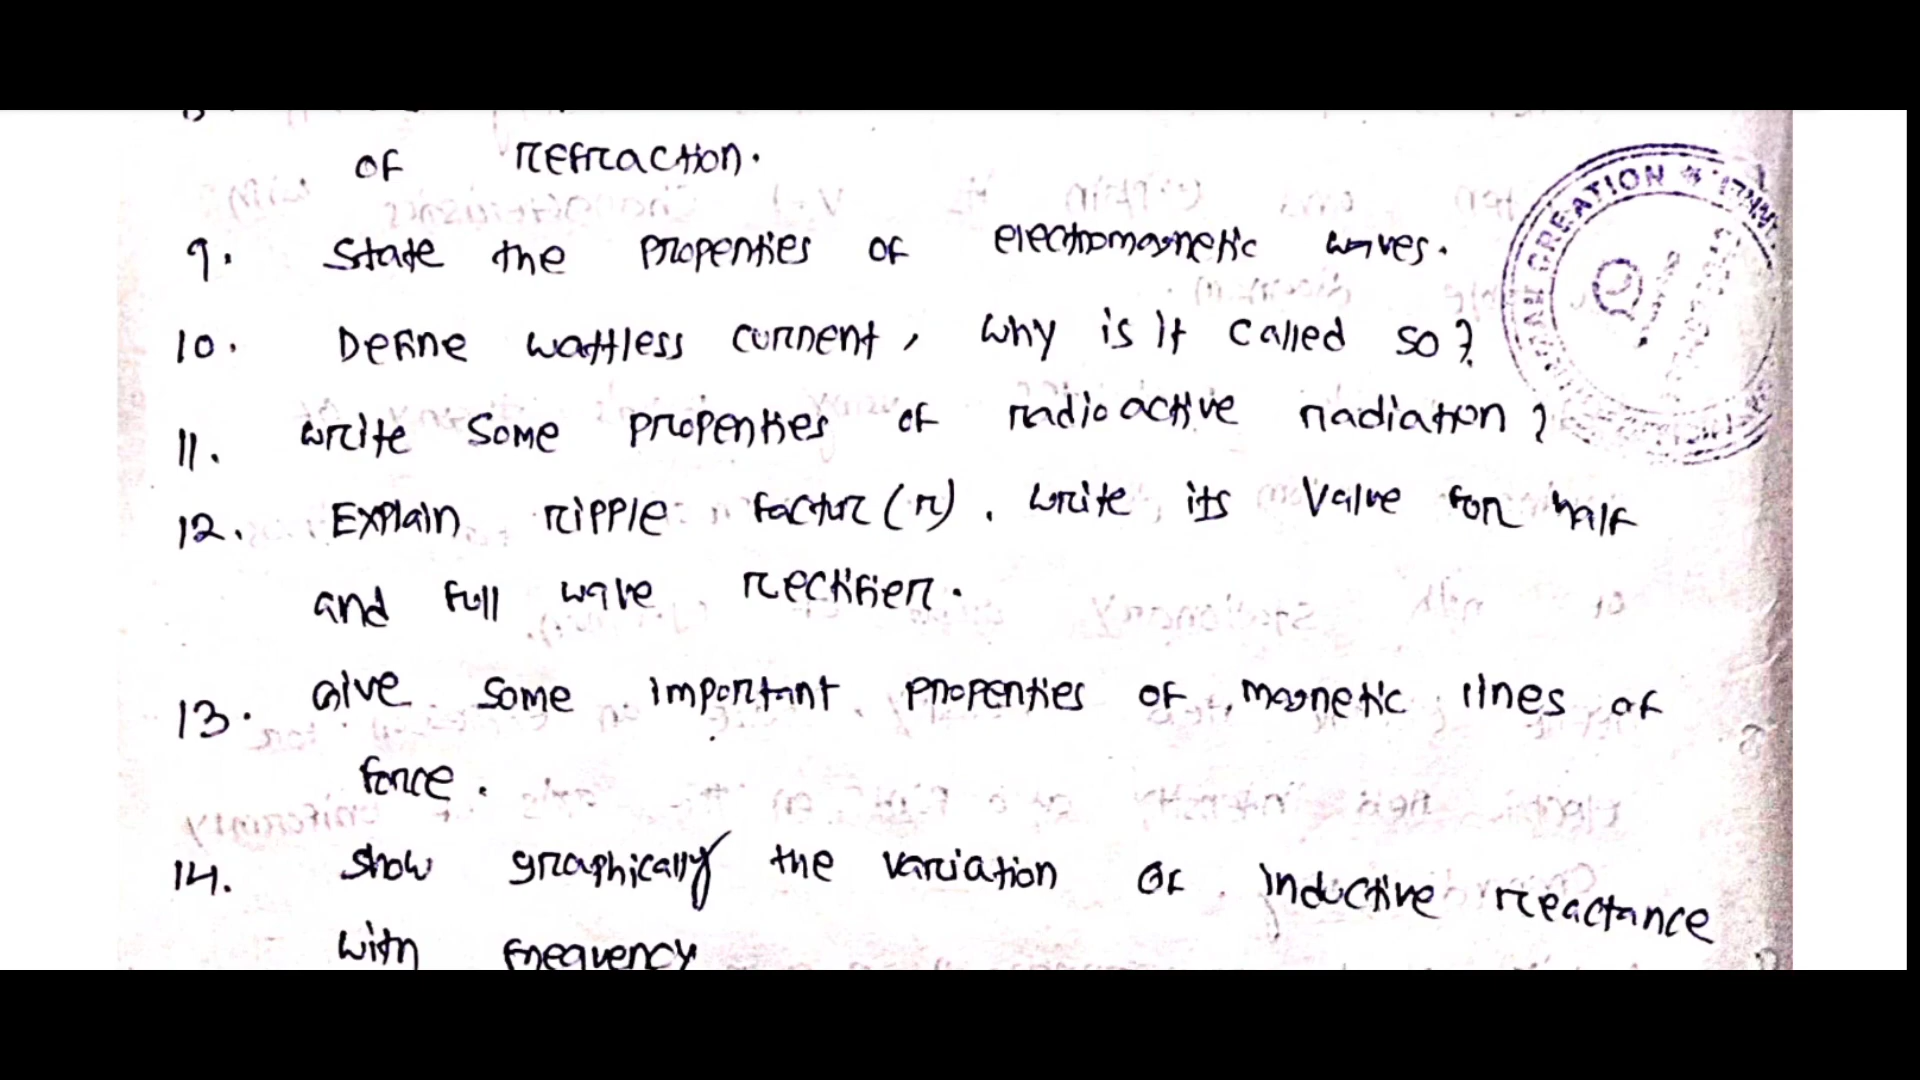 of refraction.
9. State the properties of electromagnetic waves.
10. Define wattless current, why is it called so?
11. write some properties of radioactive radiation?
12. Explain ripple factor (r). write its value for half
and full wave rectifier.
13. Give some important properties of magnetic lines of
force.
14. Show graphically the variation of inductive reactance
with frequency
CREATION